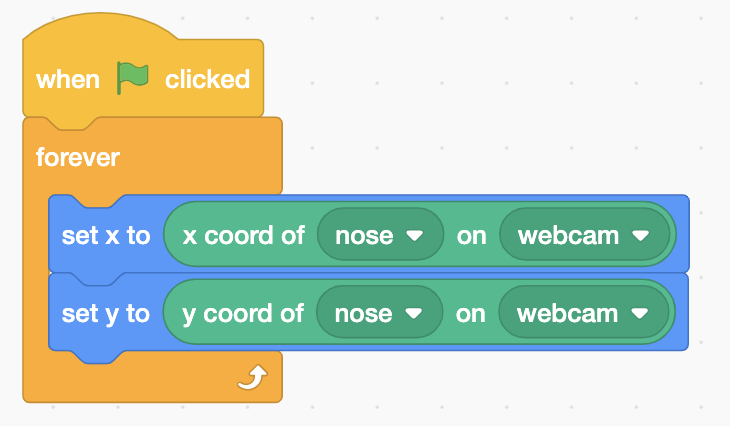 when clicked
forever
set x to x coord of nose on webcam
set y to y coord of nose on webcam